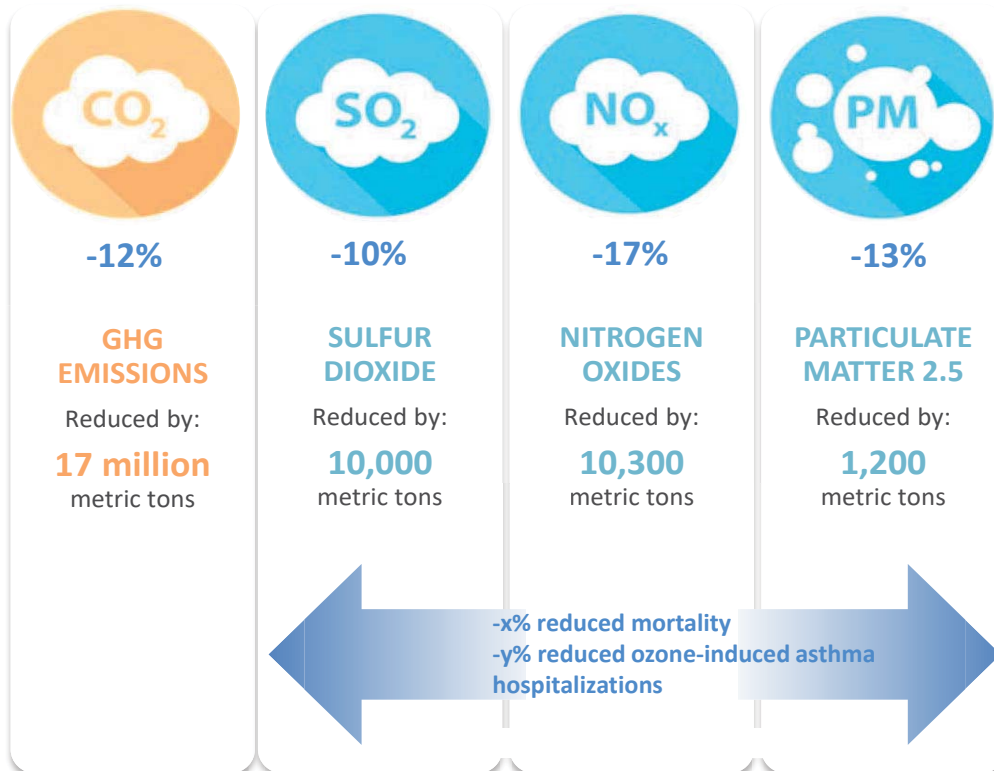 CO2
-12%
GHG
EMISSIONS
Reduced by:
17 million
metric tons
SO2
-10%
SULFUR
DIOXIDE
Reduced by:
10,000
metric tons
NOx
-17%
NITROGEN
OXIDES
Reduced by:
10,300
metric tons
PM
-13%
PARTICULATE
MATTER 2.5
Reduced by:
1,200
metric tons
-x% reduced mortality
-y% reduced ozone-induced asthma
hospitalizations